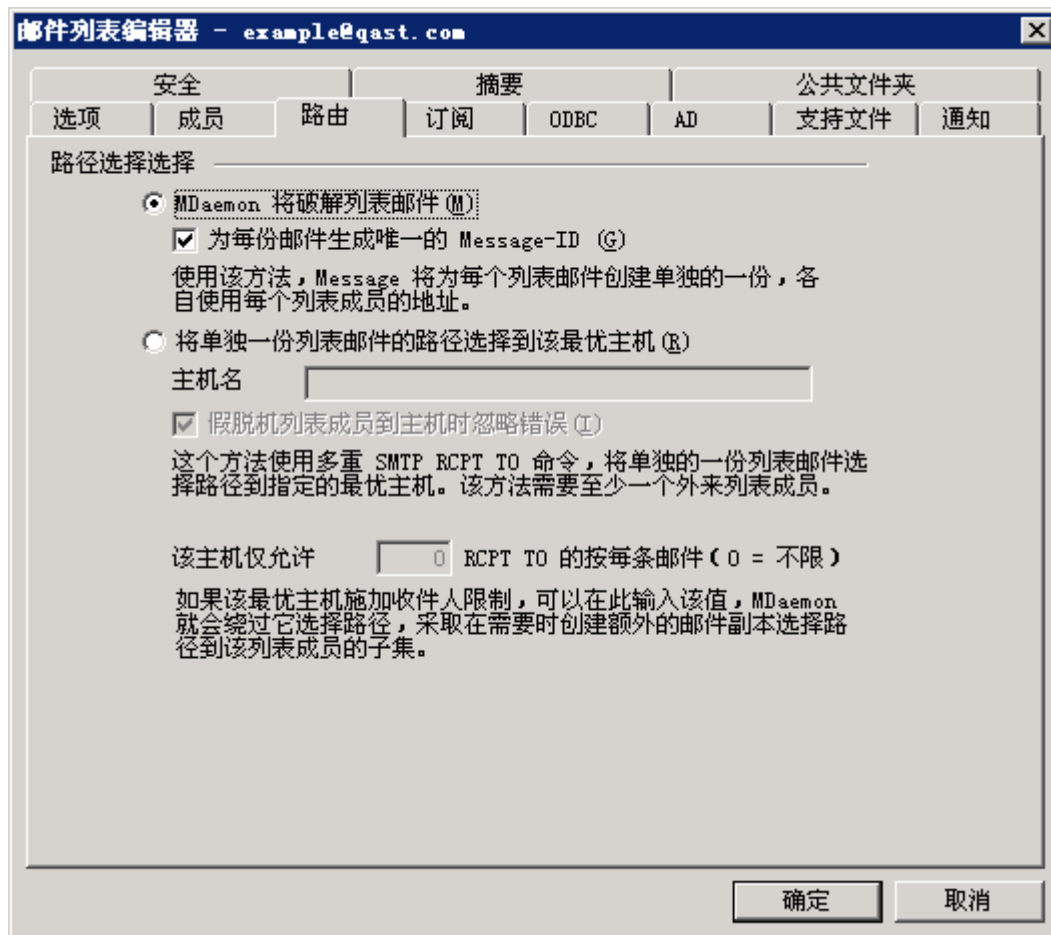 邮件列表编辑器 - example@qast.com
安全 摘要 公共文件夹
选项 成员 路由 订阅 ODBC AD 支持文件 通知
路径选择选择
MDaemon 将破解列表邮件(M)
为每份邮件生成唯一的 Message-ID (G)
使用该方法，Message 将为每个列表邮件创建单独的一份，各
自使用每个列表成员的地址。
将单独一份列表邮件的路径选择到该最优主机(R)
主机名
假脱机列表成员到主机时忽略错误(I)
这个方法使用多重 SMTP RCPT TO 命令，将单独的一份列表邮件选
择路径到指定的最优主机。该方法需要至少一个外来列表成员。
该主机仅允许 0 RCPT TO 的按每条邮件(0 = 不限)
如果该最优主机施加收件人限制，可以在此输入该值，MDaemon
就会绕过它选择路径，采取在需要时创建额外的邮件副本选择路
径到该列表成员的子集。
确定 取消